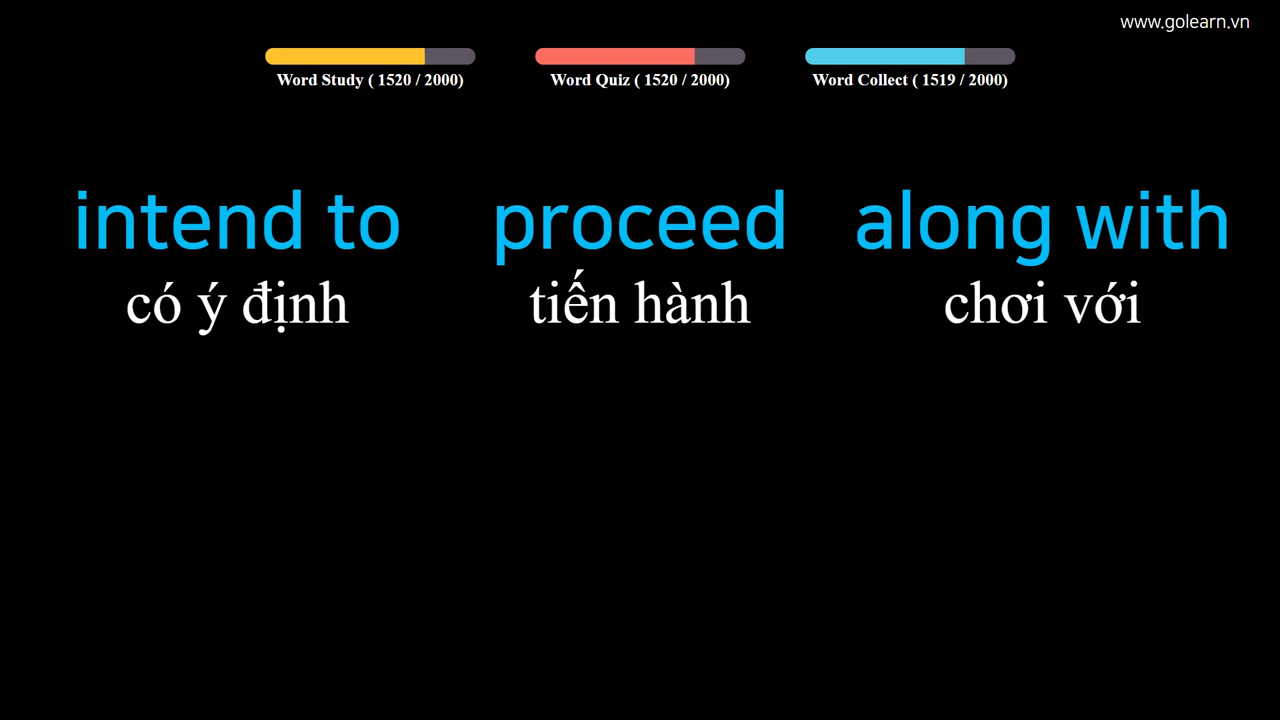 www.golearn.vn
Word Study ( 1520 / 2000) Word Quiz ( 1520 / 2000) Word Collect ( 1519 / 2000)
intend to proceed along with
có ý định tiến hành chơi với